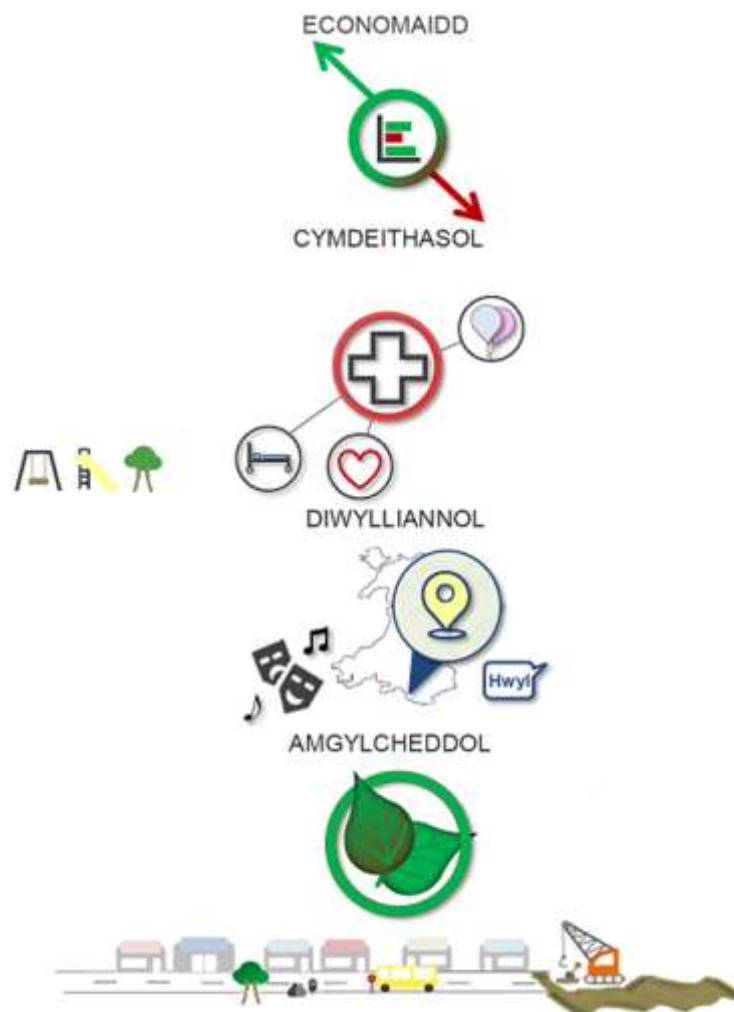 ECONOMAIDD
CYMDEITHASOL
DIWYLLIANNOL
Hwyl
AMGYLCHEDDOL